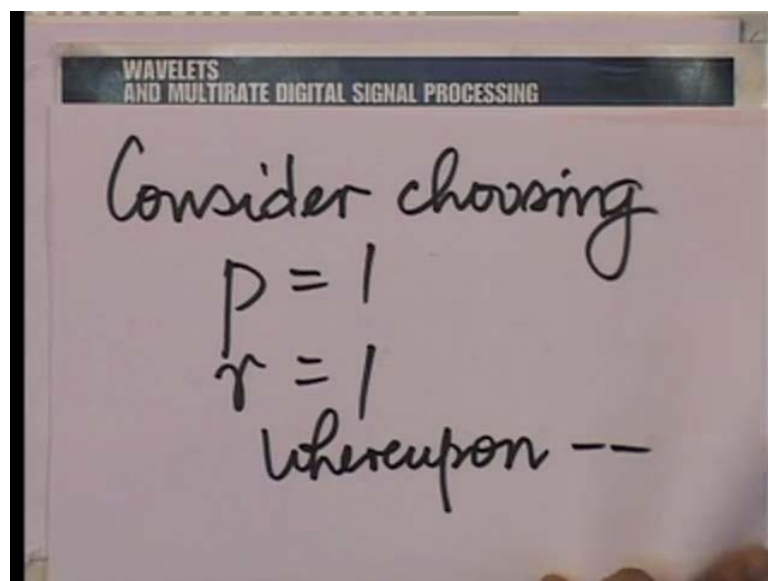 WAVELETS
AND MULTIRATE DIGITAL SIGNAL PROCESSING
Consider choosing
p = 1
r = 1
Whereupon --